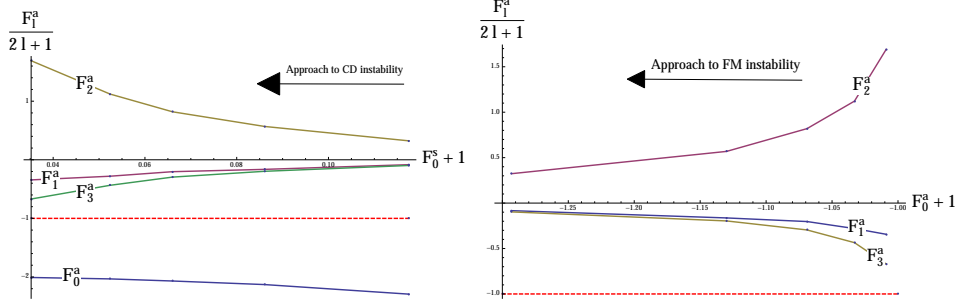 F_l^a
2 l + 1
Approach to CD instability
F_2^a
1
0.04
0.06
0.08
0.10
F_0^s + 1
F_1^a
F_3^a
-1
-2
F_0^a
F_l^a
2 l + 1
1.5
Approach to FM instability
F_2^a
1.0
0.5
-1.25
-1.20
-1.15
-1.10
-1.05
-1.00
F_0^a + 1
F_1^a
-0.5
F_3^a
-1.0